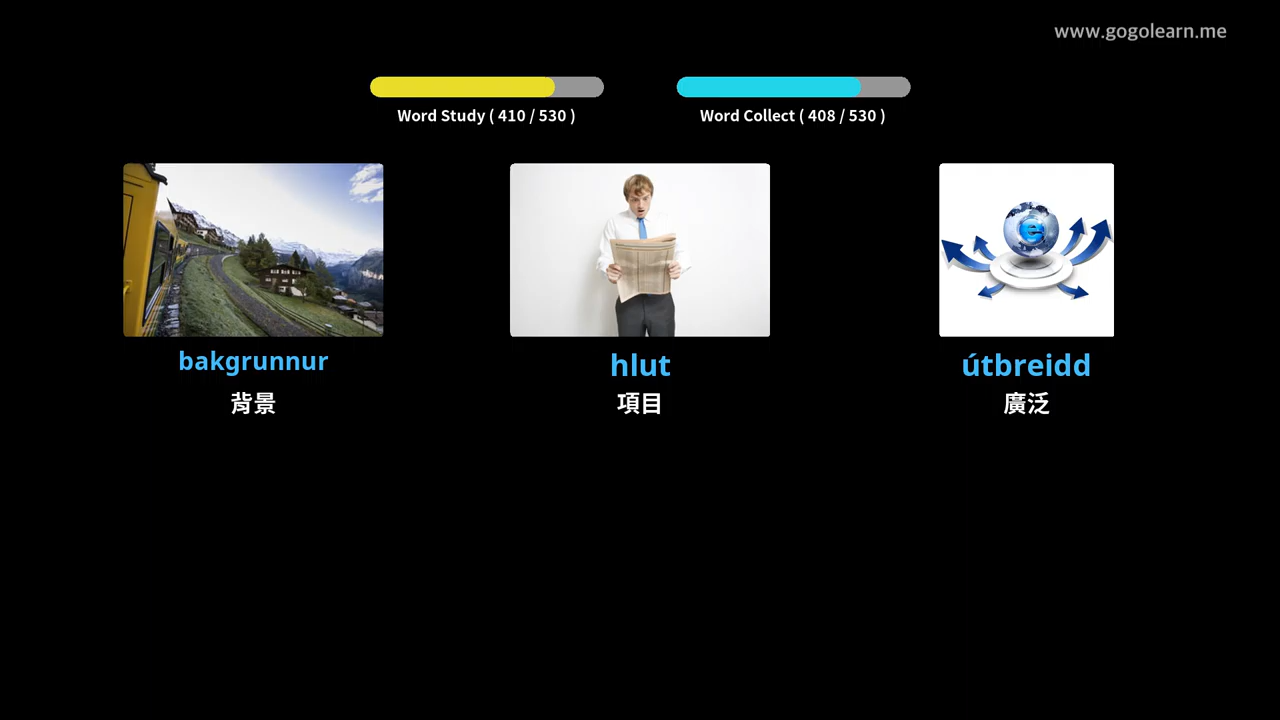 www.gogolearn.me
Word Study ( 410 / 530 )
Word Collect ( 408 / 530 )
bakgrunnur
背景
hlut
項目
útbreidd
廣泛